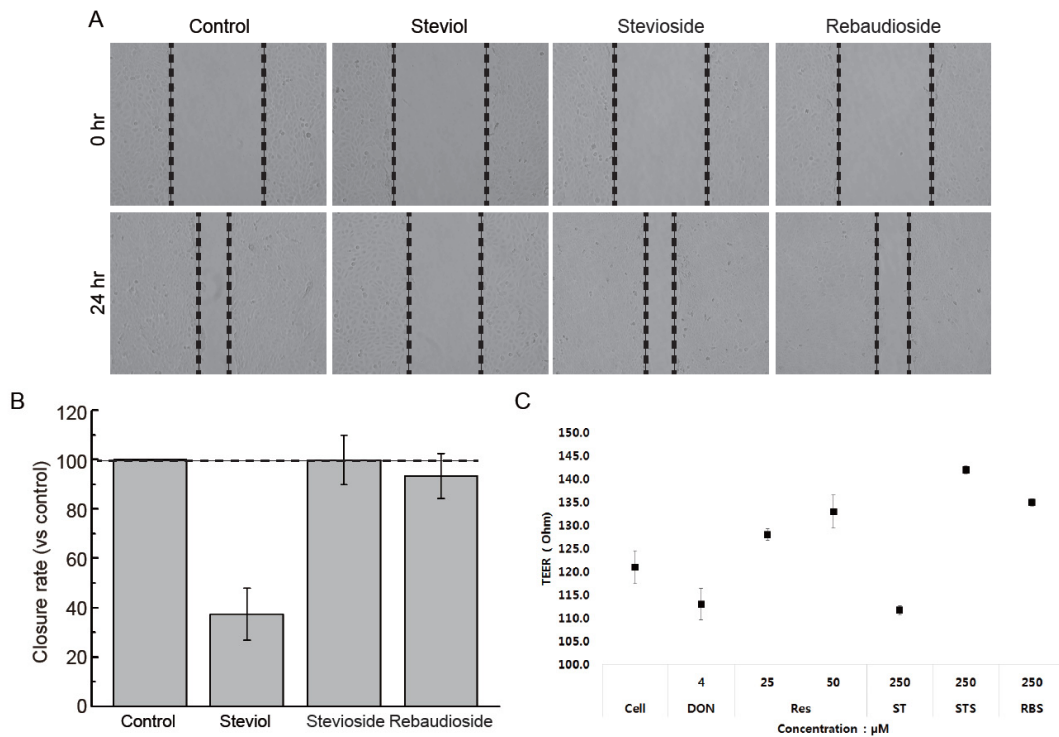 A
Control Steviol Stevioside Rebaudioside
0 hr
24 hr
B
Closure rate (vs control)
120
100
80
60
40
20
0
Control Steviol Stevioside Rebaudioside
C
TEER ( Ohm)
150.0
145.0
140.0
135.0
130.0
125.0
120.0
115.0
110.0
105.0
100.0
4 25 50 250 250 250
Cell DON Res ST STS RBS
Concentration : μM